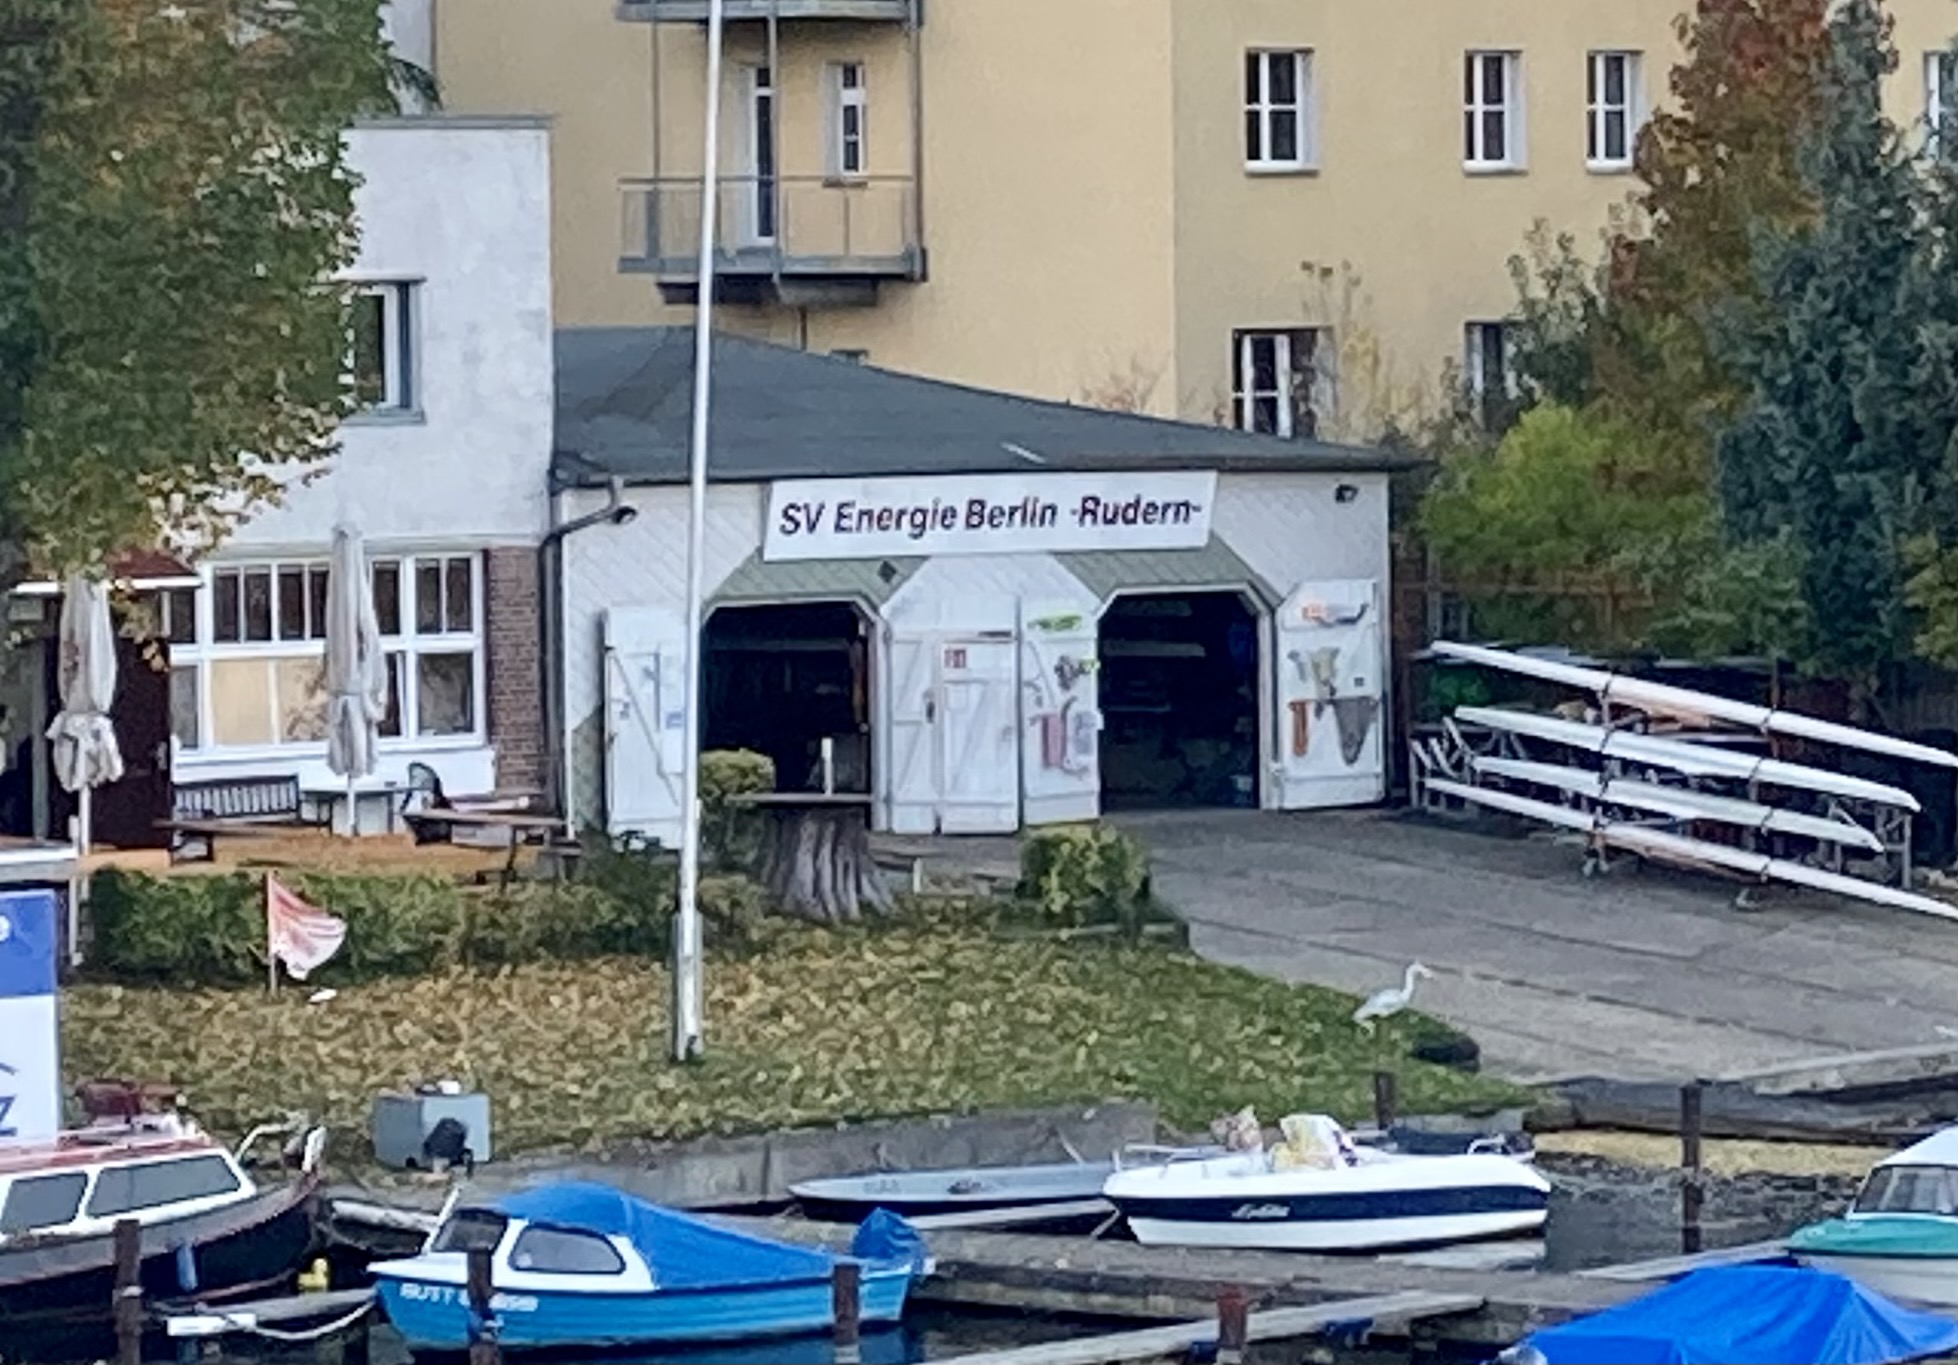 SV Energie Berlin -Rudern-